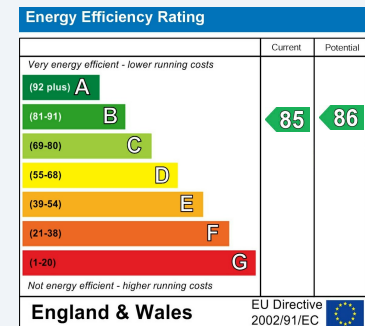 Energy Efficiency Rating
Current Potential
Very energy efficient - lower running costs
(92 plus) A
(81-91) B
85 86
(69-80) C
(55-68) D
(39-54) E
(21-38) F
(1-20) G
Not energy efficient - higher running costs
England & Wales
EU Directive
2002/91/EC